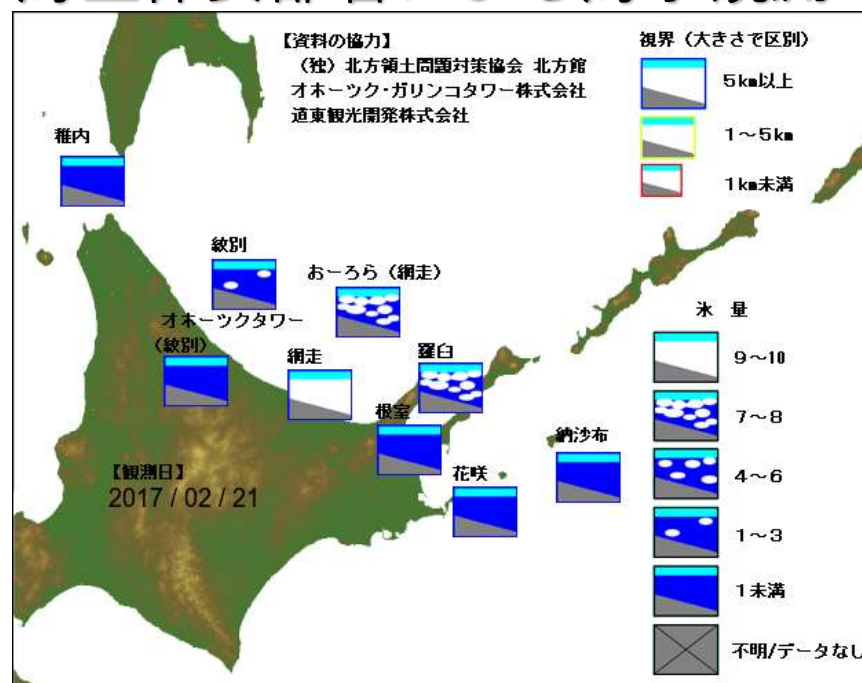 【資料の協力】
（独）北方領土問題対策協会 北方館
オホーツク・ガリンコタワー株式会社
道東観光開発株式会社
視界（大きさで区別）
5km以上
1～5km
1km未満
稚内
紋別
おーろら（網走）
オホーツクタワー
（紋別）
網走
羅臼
根室
納沙布
花咲
【観測日】
2017 / 02 / 21
氷 量
9～10
7～8
4～6
1～3
1未満
不明/データなし